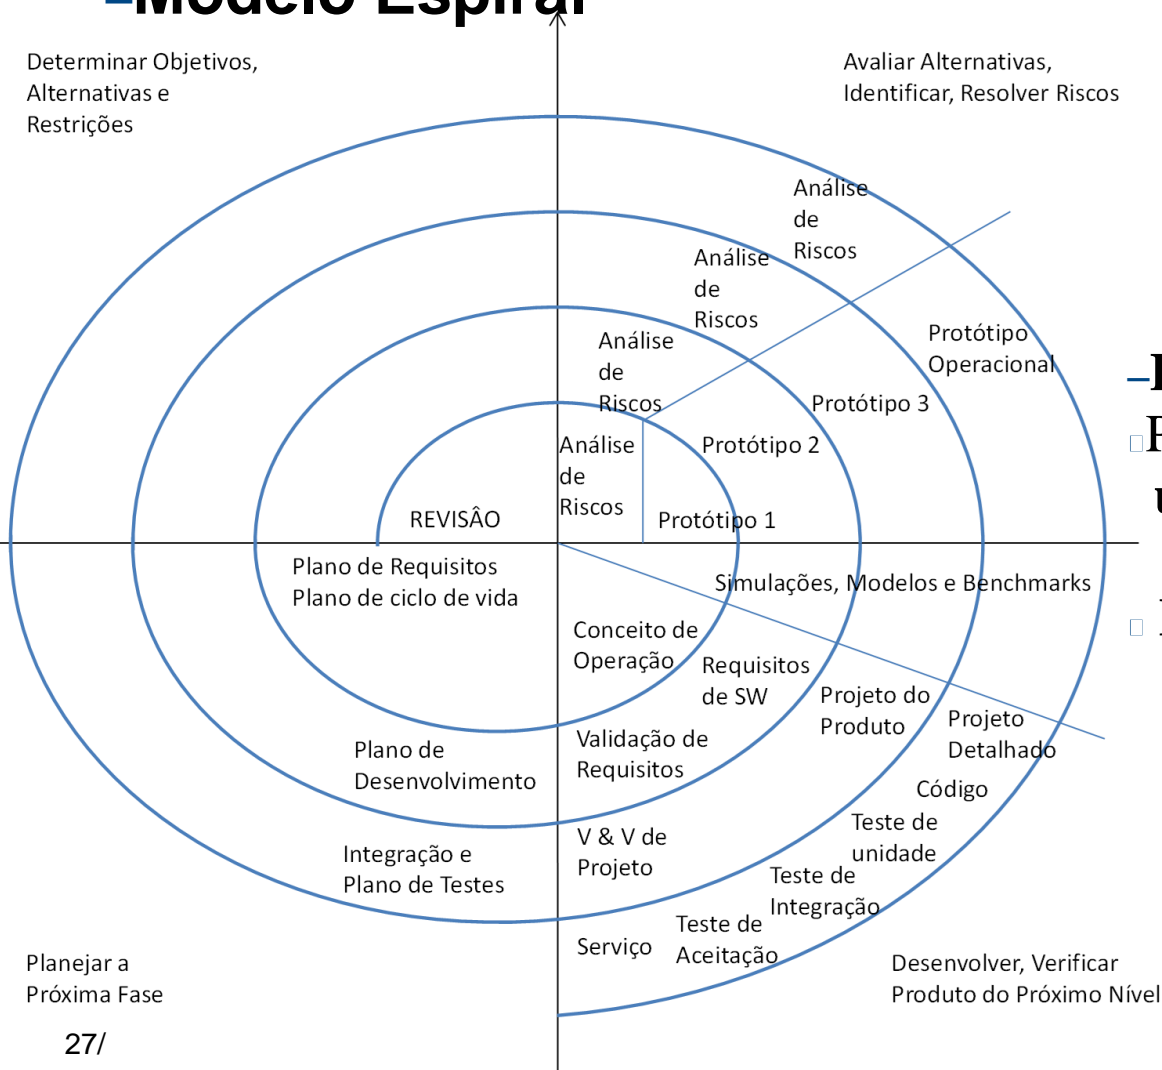 –Modelo Espiral
Determinar Objetivos,
Alternativas e
Restrições
Avaliar Alternativas,
Identificar, Resolver Riscos
Análise
de
Riscos
Análise
de
Riscos
Análise
de
Riscos
Análise
de
Riscos
Protótipo
Operacional
Protótipo 3
Protótipo 2
Protótipo 1
REVISÂO
Plano de Requisitos
Plano de ciclo de vida
Simulações, Modelos e Benchmarks
Conceito de
Operação
Requisitos
de SW
Projeto do
Produto
Projeto
Detalhado
Plano de
Desenvolvimento
Validação de
Requisitos
Código
Teste de
unidade
V & V de
Projeto
Integração e
Plano de Testes
Teste de
Integração
Teste de
Aceitação
Serviço
Planejar a
Próxima Fase
Desenvolver, Verificar
Produto do Próximo Nível
27/